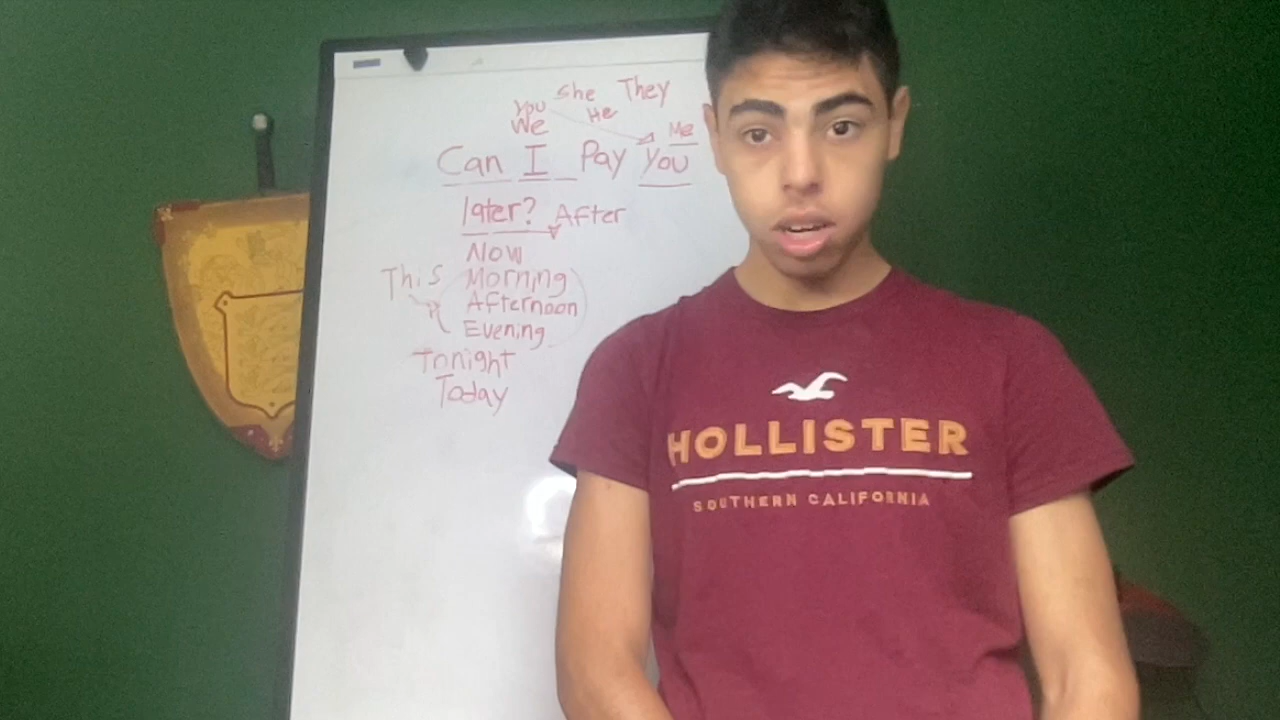 She They
You He
We Me
Can I Pay You
later? After
Now
This Morning
Afternoon
Evening
Tonight
Today
HOLLISTER
SOUTHERN CALIFORNIA